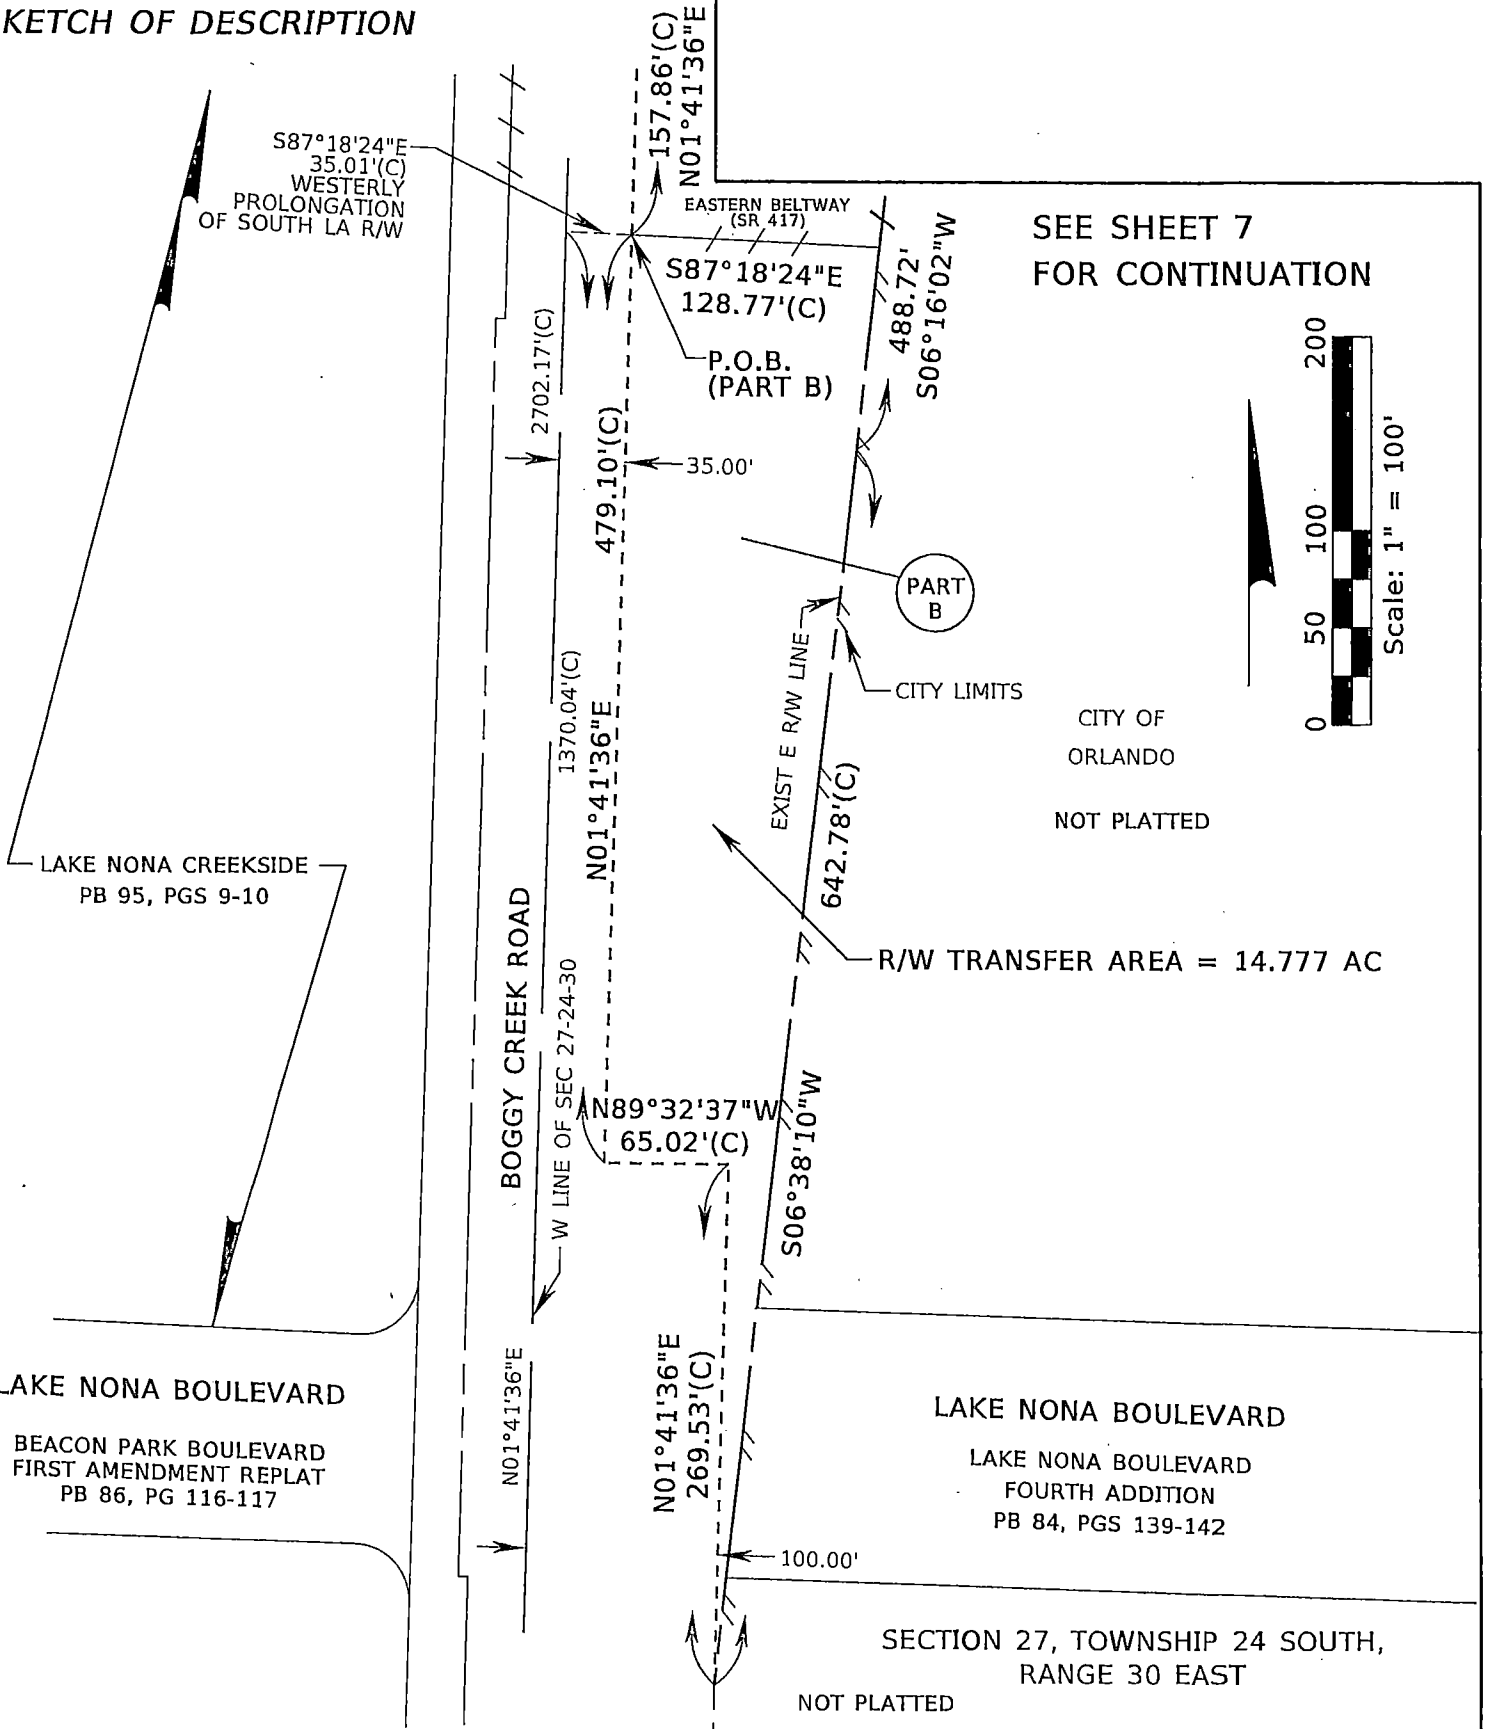 KETCH OF DESCRIPTION
157.86'(C)
N01°41'36"E
S87°18'24"E
35.01'(C)
WESTERLY
PROLONGATION
OF SOUTH LA R/W
EASTERN BELTWAY
(SR 417)
S87°18'24"E
128.77'(C)
488.72'
S06°16'02"W
SEE SHEET 7
FOR CONTINUATION
P.O.B.
(PART B)
2702.17'(C)
479.10'(C)
35.00'
200
100
50
0
Scale: 1" = 100'
PART
B
EXIST E R/W LINE
CITY LIMITS
CITY OF
ORLANDO
NOT PLATTED
1370.04'(C)
N01°41'36"E
642.78'(C)
LAKE NONA CREEKSIDE
PB 95, PGS 9-10
R/W TRANSFER AREA = 14.777 AC
BOGGY CREEK ROAD
W LINE OF SEC 27-24-30
N89°32'37"W
65.02'(C)
S06°38'10"W
N01°41'36"E
N01°41'36"E
269.53'(C)
LAKE NONA BOULEVARD
BEACON PARK BOULEVARD
FIRST AMENDMENT REPLAT
PB 86, PG 116-117
LAKE NONA BOULEVARD
LAKE NONA BOULEVARD
FOURTH ADDITION
PB 84, PGS 139-142
100.00'
SECTION 27, TOWNSHIP 24 SOUTH,
RANGE 30 EAST
NOT PLATTED